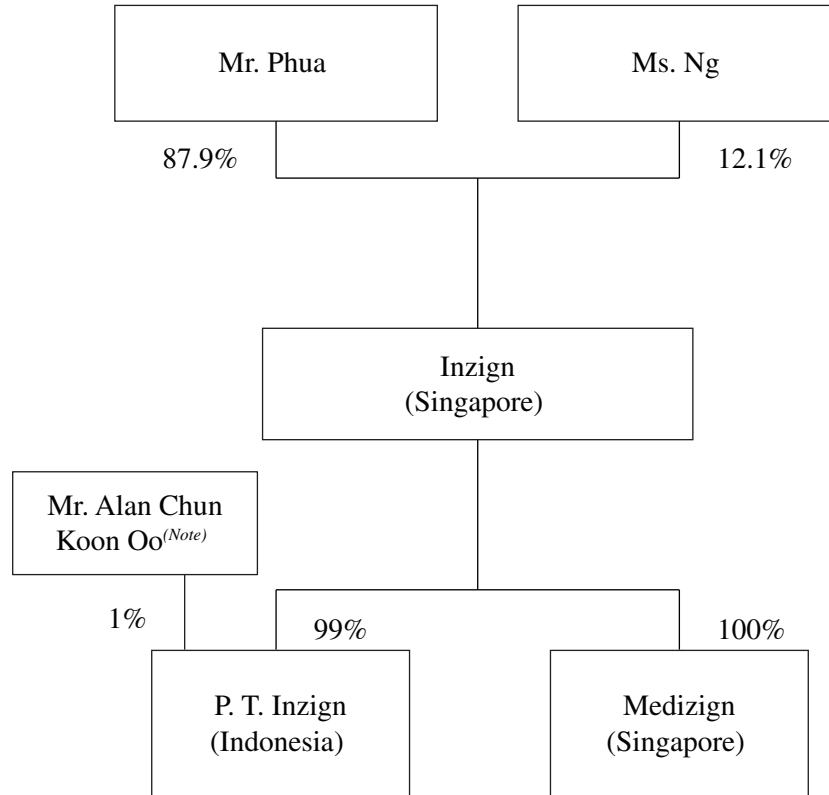 Mr. Phua
Ms. Ng
87.9%
12.1%
Inzign
(Singapore)
Mr. Alan Chun
Koon Oo(Note)
1%
99%
100%
P. T. Inzign
(Indonesia)
Medizign
(Singapore)